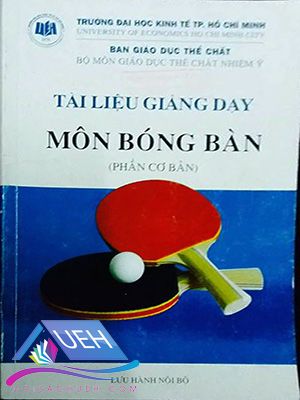 TRƯỜNG ĐẠI HỌC KINH TẾ TP. HỒ CHÍ MINH
UNIVERSITY OF ECONOMICS HO CHI MINH CITY
BAN GIÁO DỤC THỂ CHẤT
BỘ MÔN GIÁO DỤC THỂ CHẤT NHIỆM Ý
TÀI LIỆU GIẢNG DẠY
MÔN BÓNG BÀN
(PHẦN CƠ BẢN)
UEH
LƯU HÀNH NỘI BỘ